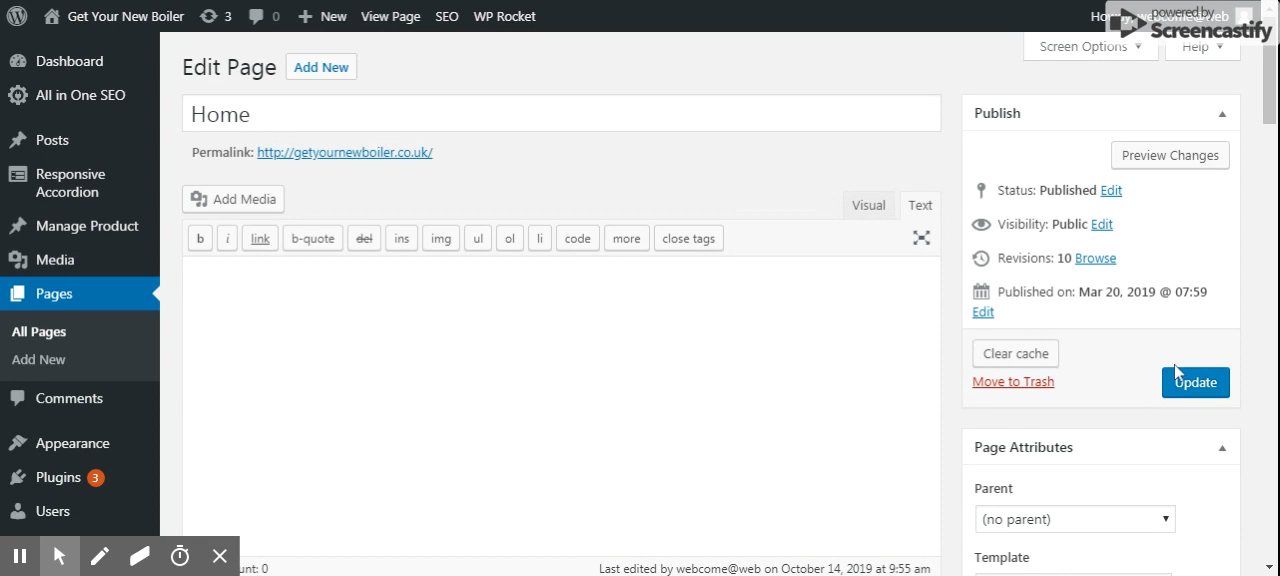 Get Your New Boiler 3 0 New View Page SEO WP Rocket
powered by
Screencastify
Screen Options Help
Dashboard
All in One SEO
Posts
Responsive
Accordion
Manage Product
Media
Pages
All Pages
Add New
Comments
Appearance
Plugins 3
Users
Edit Page Add New
Home
Permalink: http://getyournewboiler.co.uk/
Add Media
Visual Text
b i link b-quote del ins img ul ol li code more close tags
0
Last edited by webcome@web on October 14, 2019 at 9:55 am
Publish
Preview Changes
Status: Published Edit
Visibility: Public Edit
Revisions: 10 Browse
Published on: Mar 20, 2019 @ 07:59
Edit
Clear cache
Move to Trash
Update
Page Attributes
Parent
(no parent)
Template